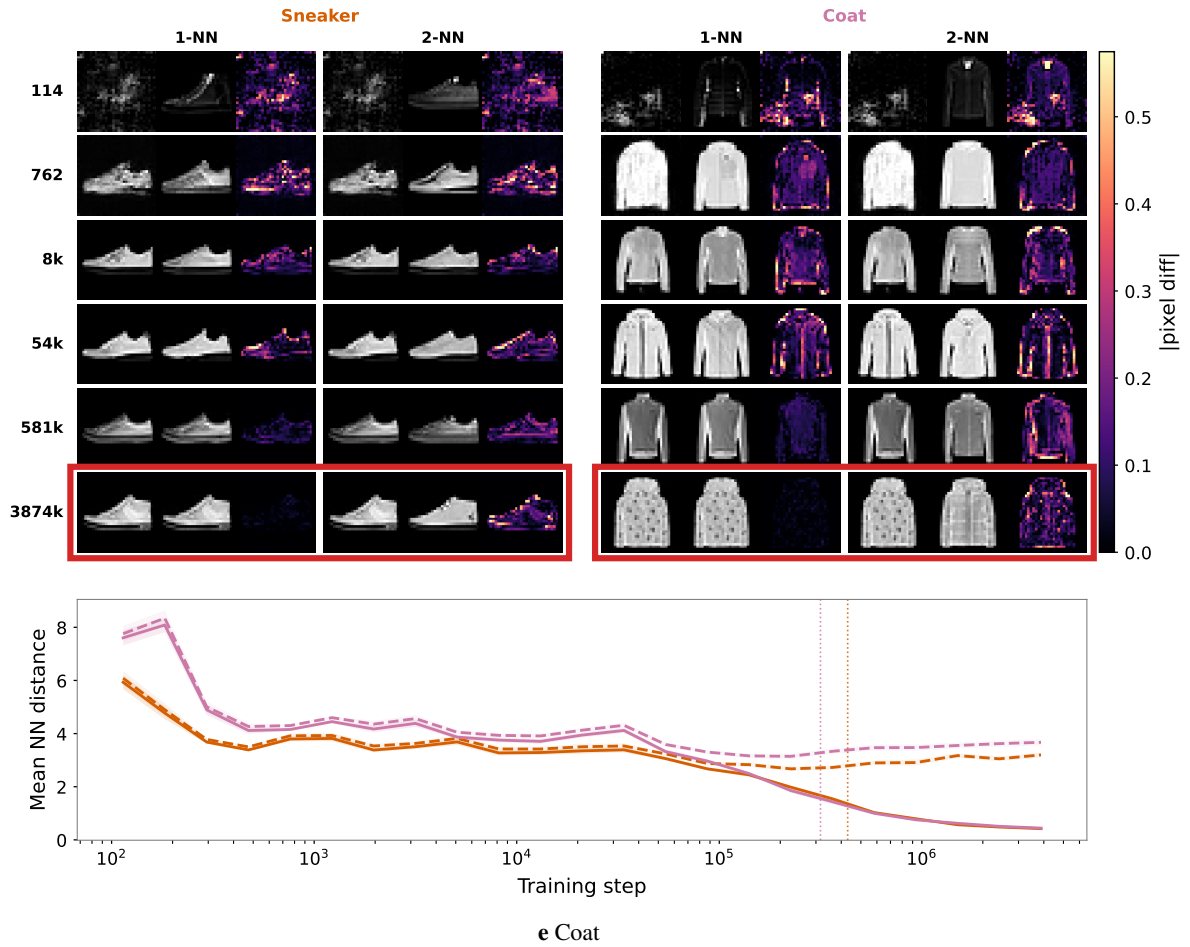 Sneaker
Coat
1-NN 2-NN 1-NN 2-NN
114
762
8k
54k
581k
3874k
0.5
0.4
0.3
0.2
0.1
0.0
|pixel diff|
Mean NN distance
8
6
4
2
0
10² 10³ 10⁴ 10⁵ 10⁶
Training step
e Coat